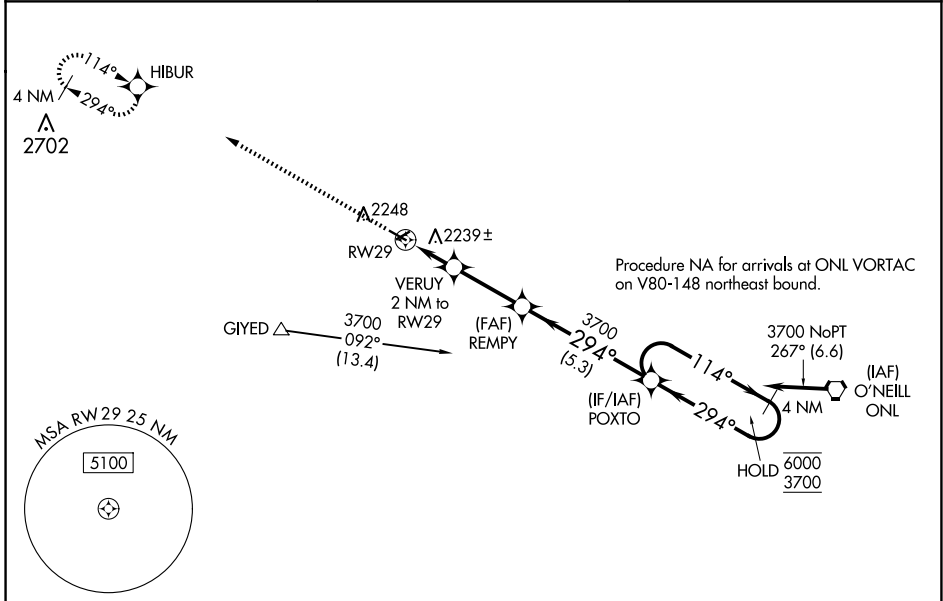 114°
HIBUR
4 NM
294°
2702
2248
RW29
2239±
VERUY
2 NM to
RW29
(FAF)
REMPY
Procedure NA for arrivals at ONL VORTAC
on V80-148 northeast bound.
GIYED
3700
092°
(13.4)
3700
294°
(5.3)
3700 NoPT
267° (6.6)
(IAF)
O'NEILL
ONL
114°
4 NM
(IF/IAF)
POXTO
294°
HOLD
6000
3700
MSA RW29 25 NM
5100